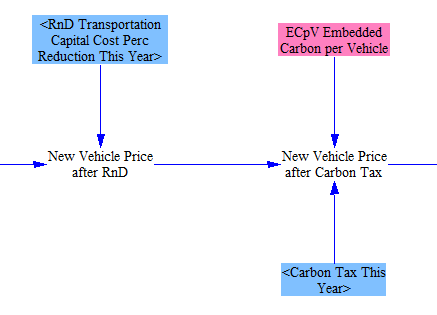 <RnD Transportation
Capital Cost Perc
Reduction This Year>
ECpV Embedded
Carbon per Vehicle
New Vehicle Price
after RnD
New Vehicle Price
after Carbon Tax
<Carbon Tax This
Year>